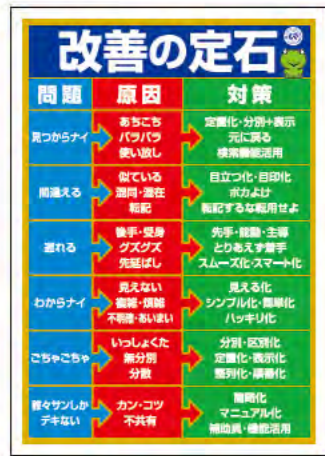 改善の定石
問題 原因 対策
見つからナイ
あちこち
バラバラ
使い放し
定置化・分別+表示
元に戻る
検索機能活用
間違える
似ている
混同・混在
転記
目立つ化・目印化
ポカよけ
転記するな転用せよ
遅れる
後手・受身
グズグズ
先延ばし
先手・能動・主導
とりあえず着手
スムーズ化・スマート化
わからナイ
見えない
複雑・煩雑
不明確・あいまい
見える化
シンプル化・簡単化
ハッキリ化
ごちゃごちゃ
いっしょくた
無分別
分散
分別・区別化
定置化・表示化
整列化・順番化
サンしか
デキない
カン・コツ
不共有
簡略化
マニュアル化
補助具・機能活用